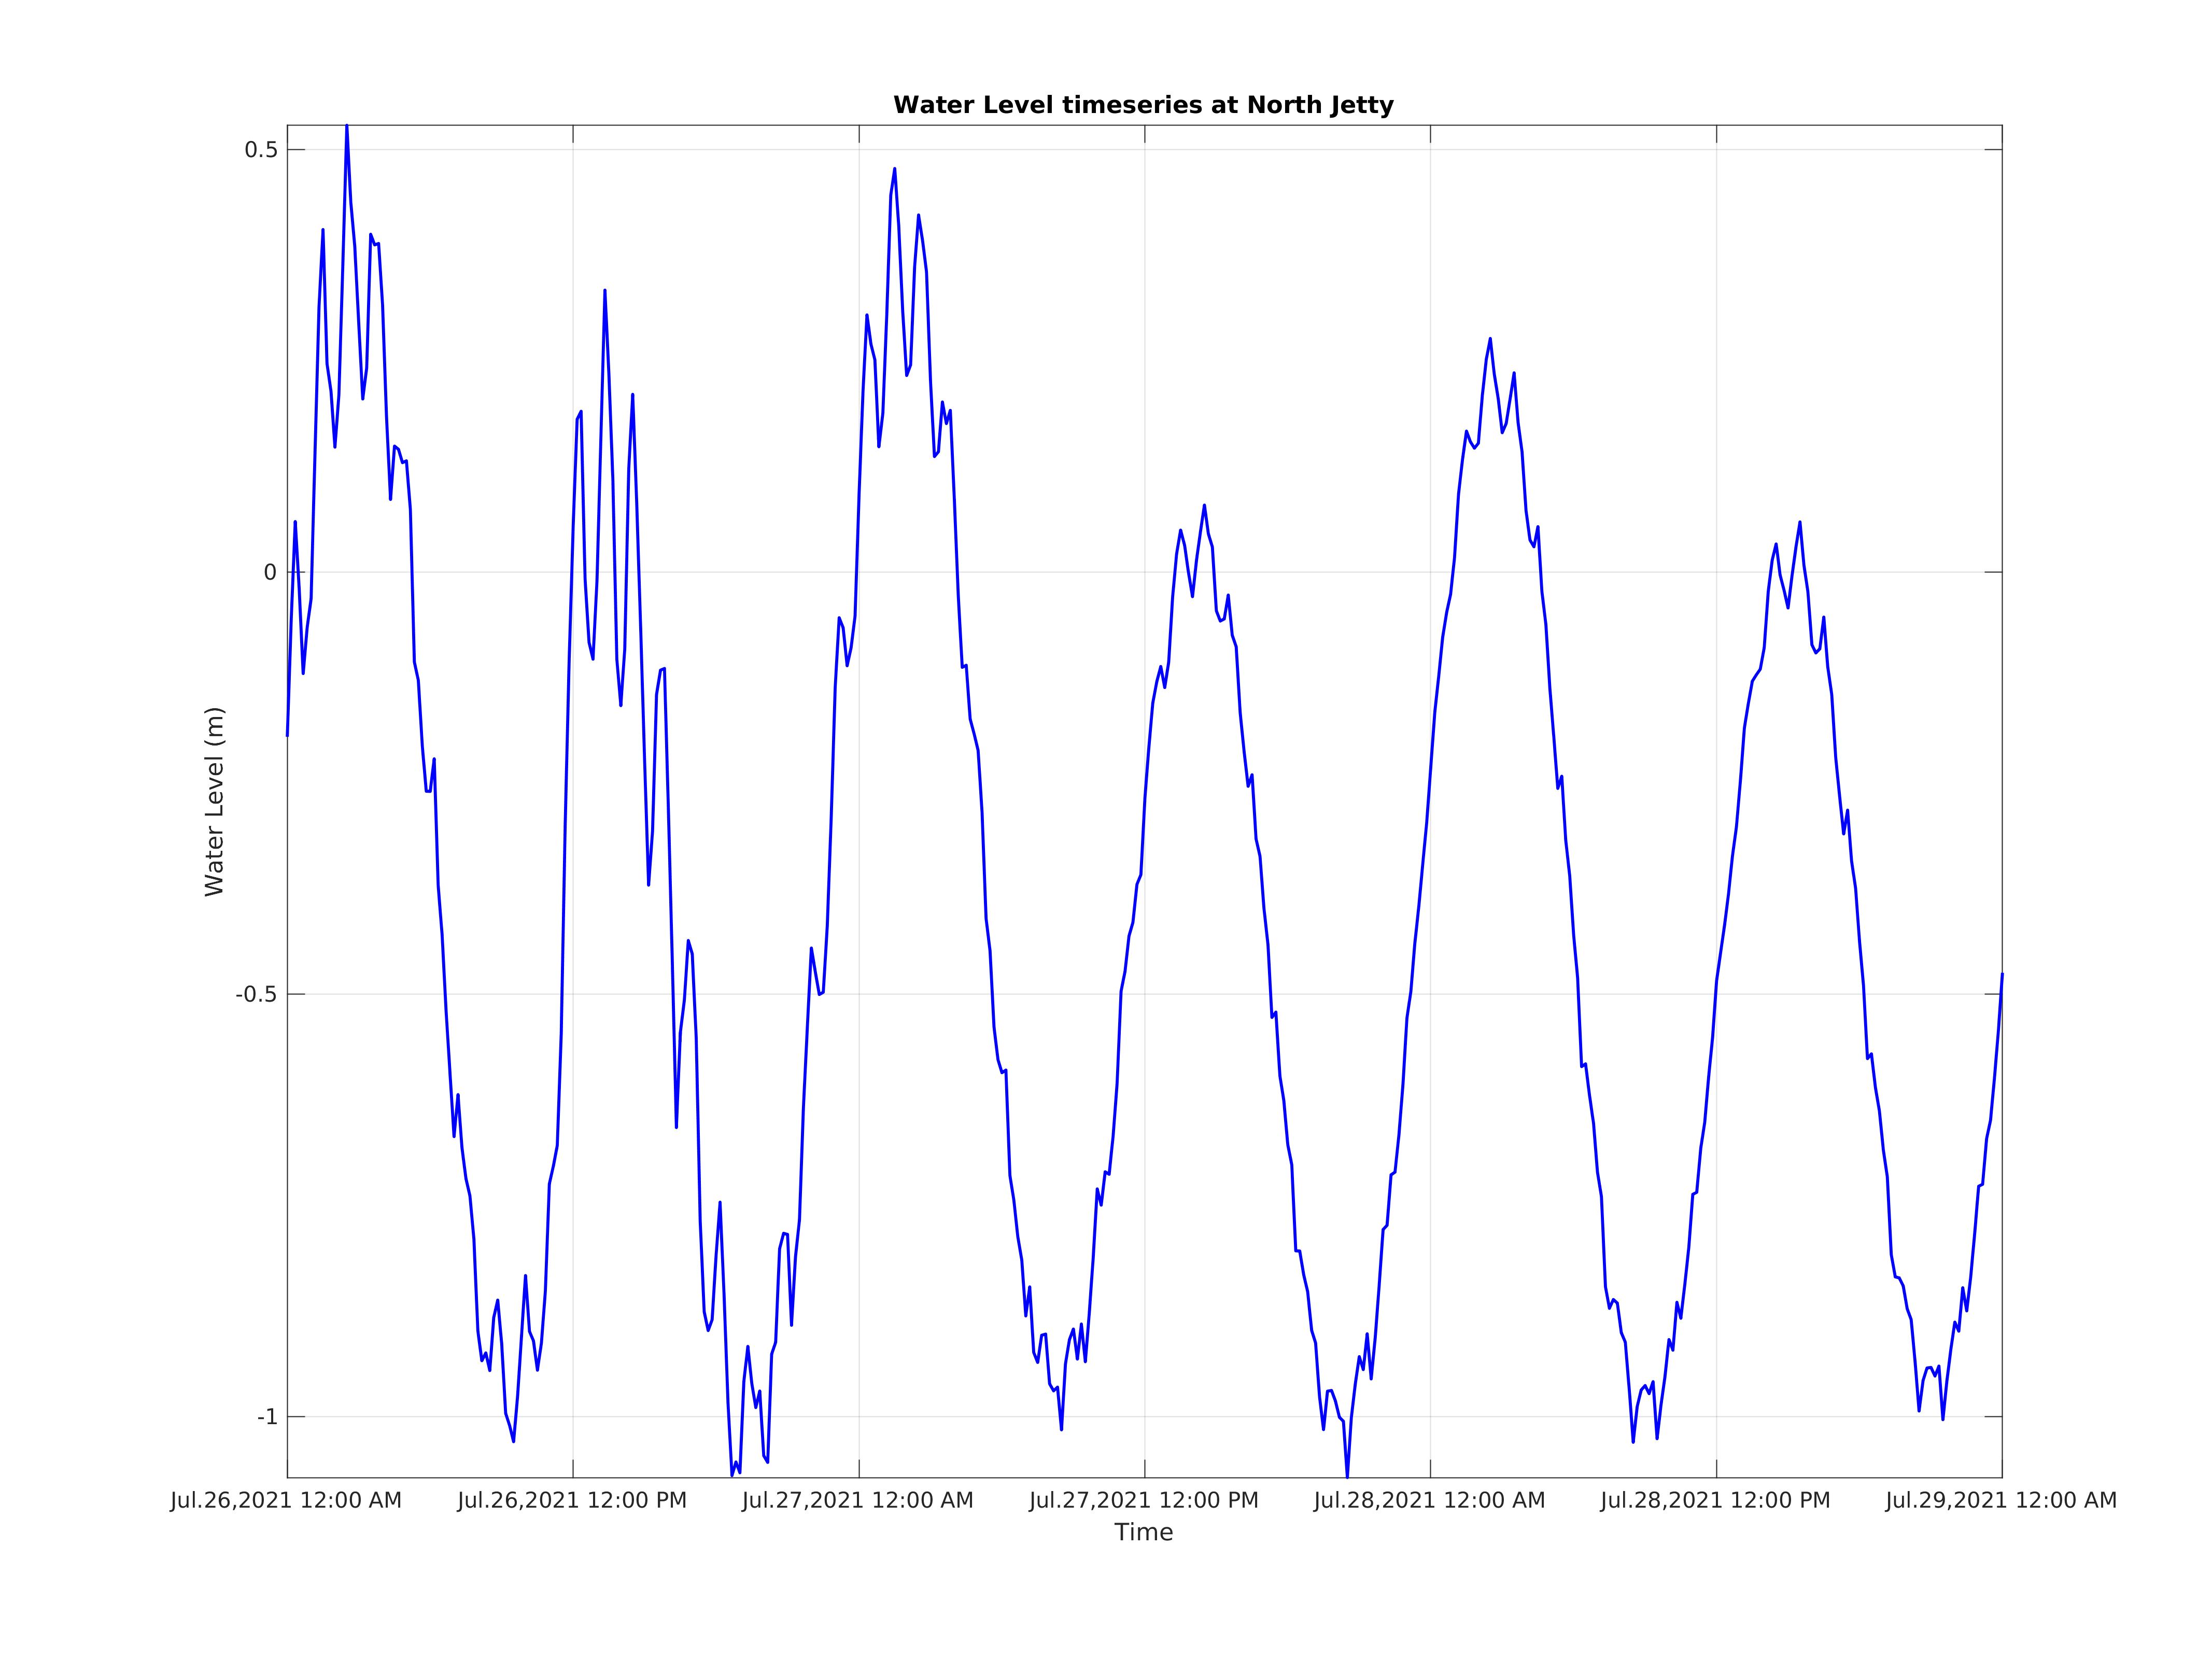 Water Level timeseries at North Jetty
0.5
0
-0.5
-1
Water Level (m)
Jul.26,2021 12:00 AM
Jul.26,2021 12:00 PM
Jul.27,2021 12:00 AM
Jul.27,2021 12:00 PM
Jul.28,2021 12:00 AM
Jul.28,2021 12:00 PM
Jul.29,2021 12:00 AM
Time